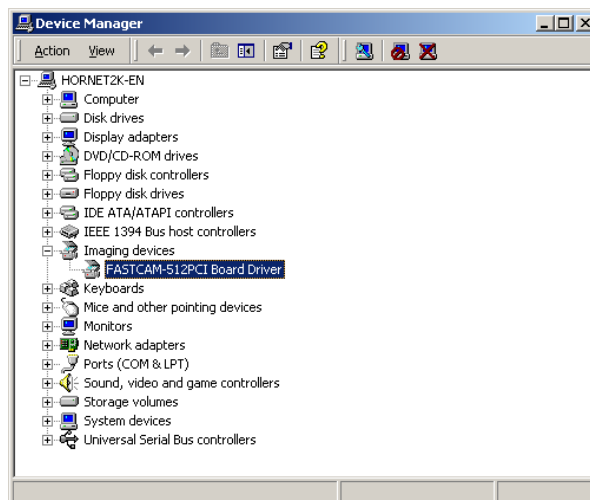 Device Manager
Action View
HORNET2K-EN
Computer
Disk drives
Display adapters
DVD/CD-ROM drives
Floppy disk controllers
Floppy disk drives
IDE ATA/ATAPI controllers
IEEE 1394 Bus host controllers
Imaging devices
FASTCAM-512PCI Board Driver
Keyboards
Mice and other pointing devices
Monitors
Network adapters
Ports (COM & LPT)
Sound, video and game controllers
Storage volumes
System devices
Universal Serial Bus controllers